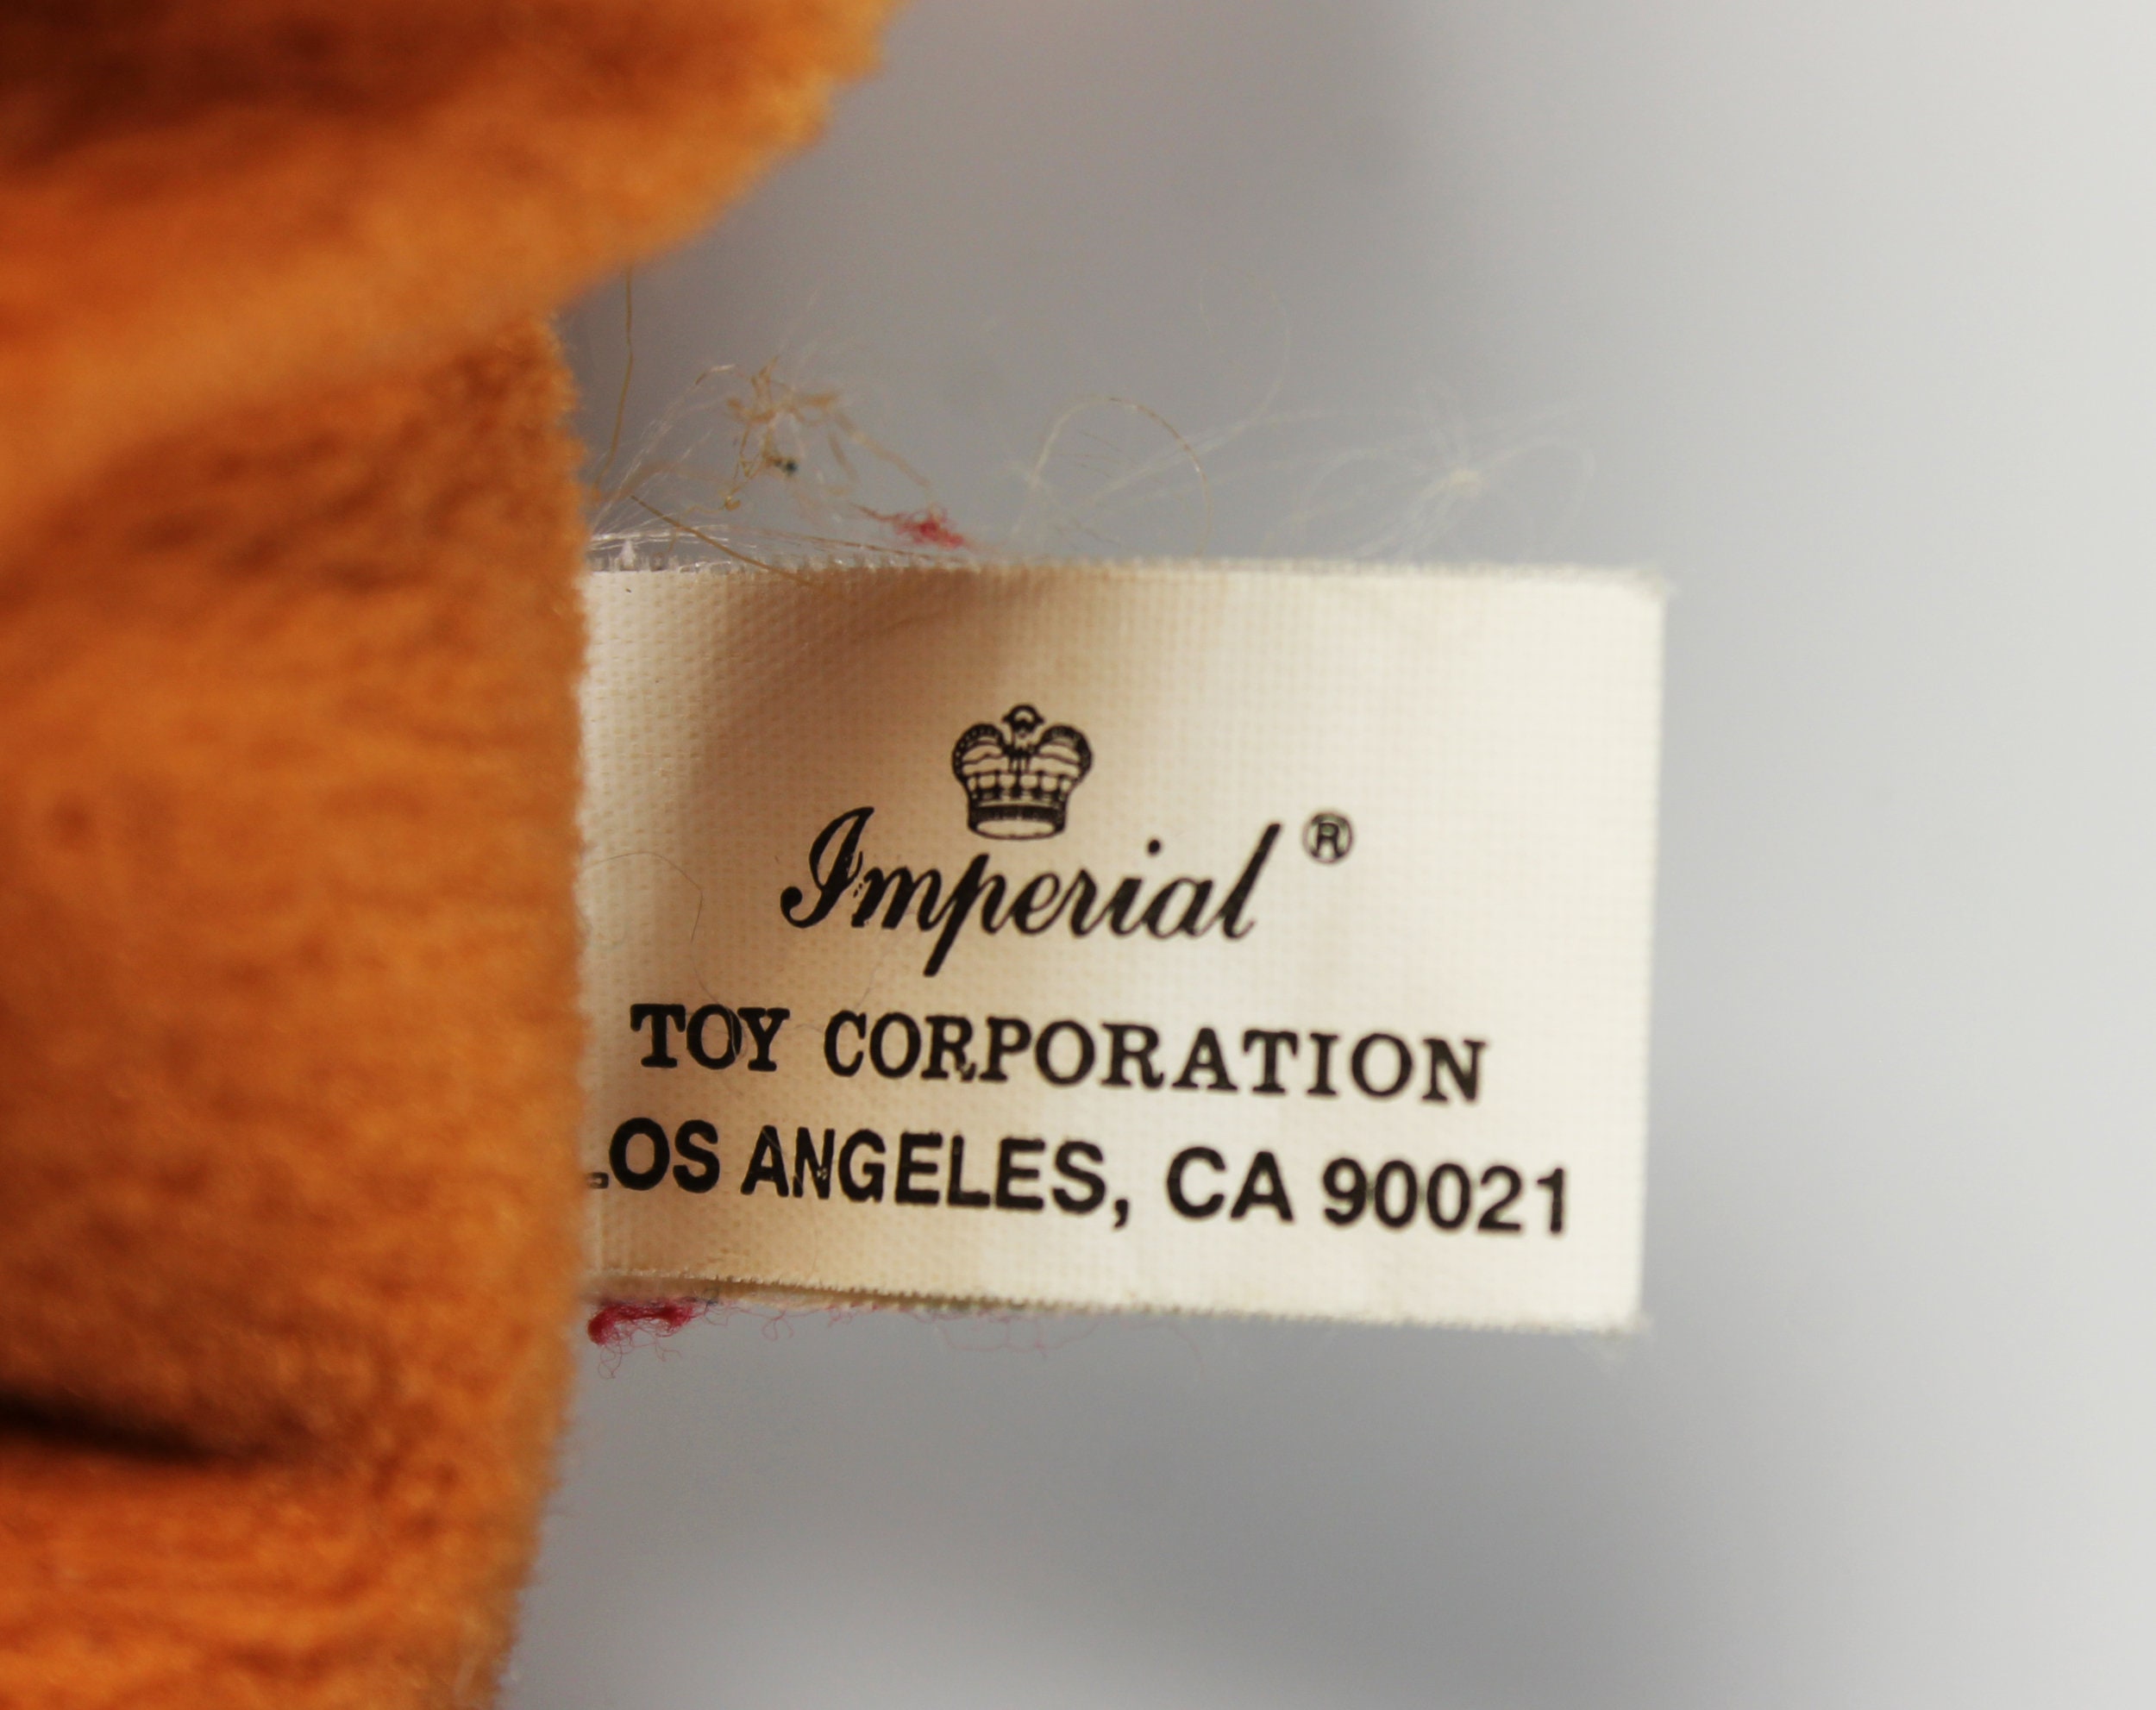 Imperial ®
TOY CORPORATION
LOS ANGELES, CA 90021